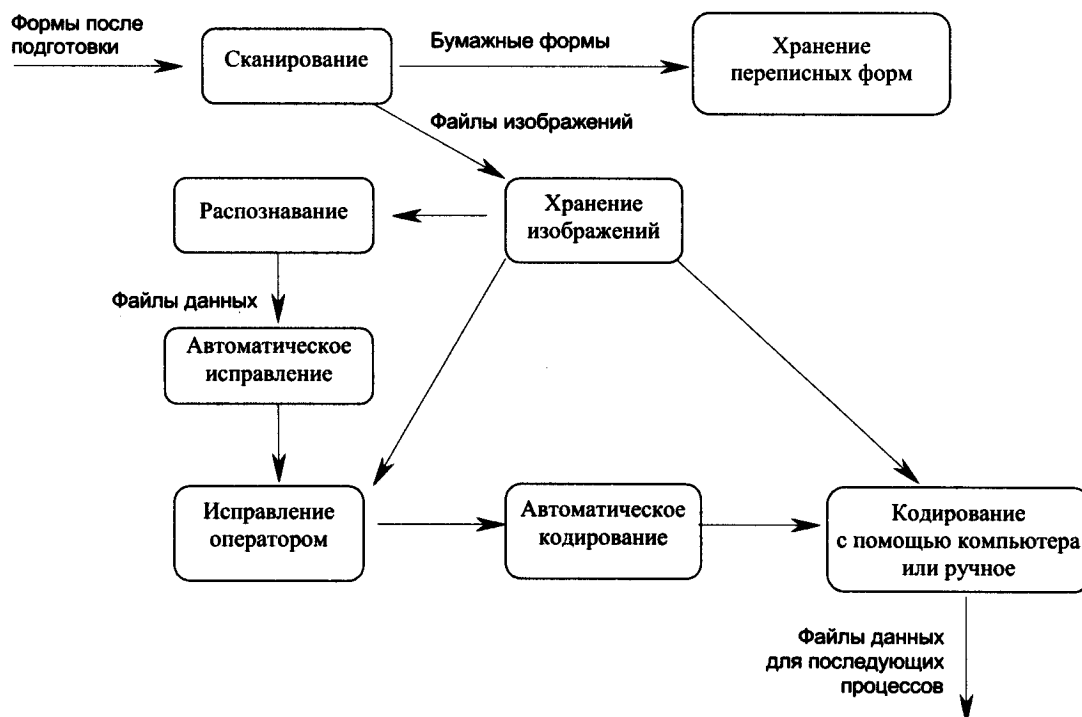 Формы после
подготовки
Сканирование
Бумажные формы
Хранение
переписных форм
Файлы изображений
Распознавание
Хранение
изображений
Файлы данных
Автоматическое
исправление
Исправление
оператором
Автоматическое
кодирование
Кодирование
с помощью компьютера
или ручное
Файлы данных
для последующих
процессов